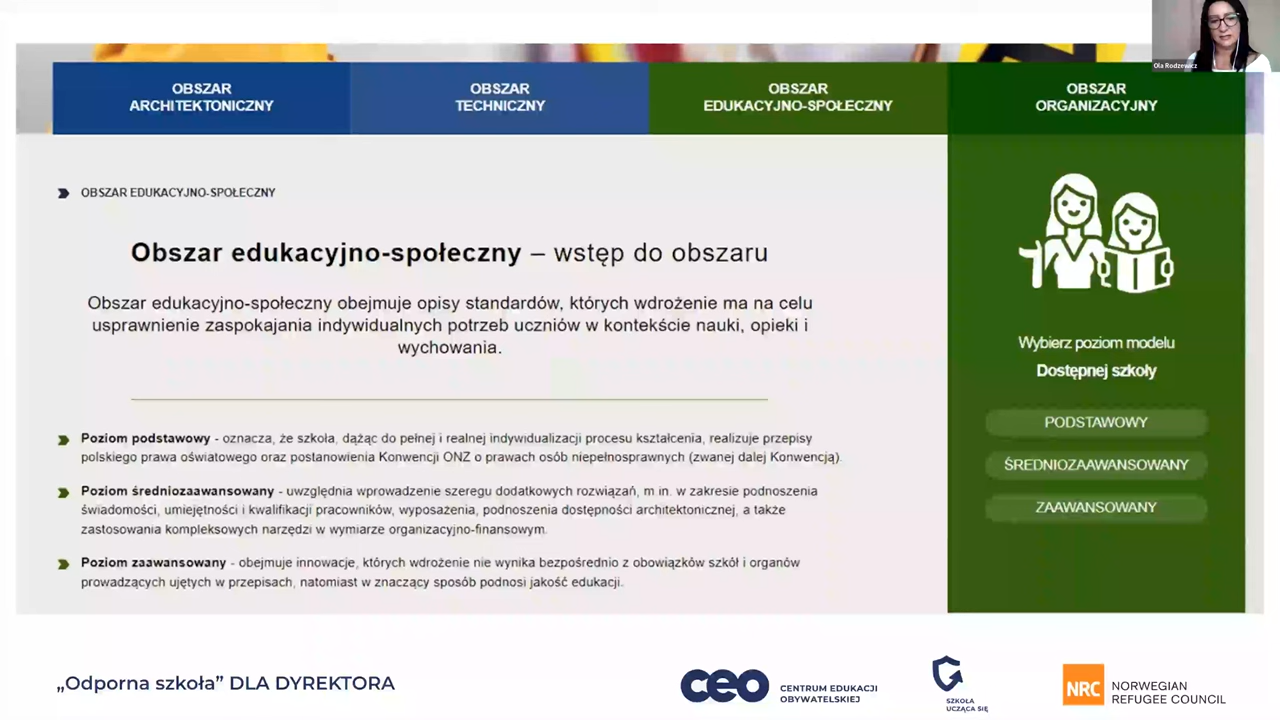 Ola Rodzewicz
OBSZAR
ARCHITEKTONICZNY
OBSZAR
TECHNICZNY
OBSZAR
EDUKACYJNO-SPOŁECZNY
OBSZAR
ORGANIZACYJNY
OBSZAR EDUKACYJNO-SPOŁECZNY
Obszar edukacyjno-społeczny – wstęp do obszaru
Obszar edukacyjno-społeczny obejmuje opisy standardów, których wdrożenie ma na celu
usprawnienie zaspokajania indywidualnych potrzeb uczniów w kontekście nauki, opieki i
wychowania.
Poziom podstawowy - oznacza, że szkoła, dążąc do pełnej i realnej indywidualizacji procesu kształcenia, realizuje przepisy
polskiego prawa oświatowego oraz postanowienia Konwencji ONZ o prawach osób niepełnosprawnych (zwanej dalej Konwencją).
Poziom średniozaawansowany - uwzględnia wprowadzenie szeregu dodatkowych rozwiązań, m in. w zakresie podnoszenia
świadomości, umiejętności i kwalifikacji pracowników, wyposażenia, podnoszenia dostępności architektonicznej, a także
zastosowania kompleksowych narzędzi w wymiarze organizacyjno-finansowym.
Poziom zaawansowany - obejmuje innowacje, których wdrożenie nie wynika bezpośrednio z obowiązków szkół i organów
prowadzących ujętych w przepisach, natomiast w znaczący sposób podnosi jakość edukacji.
Wybierz poziom modelu
Dostępnej szkoły
PODSTAWOWY
ŚREDNIOZAAWANSOWANY
ZAAWANSOWANY
„Odporna szkoła” DLA DYREKTORA
ceo
CENTRUM EDUKACJI
OBYWATELSKIEJ
SZKOŁA
UCZĄCA SIĘ
NRC
NORWEGIAN
REFUGEE COUNCIL